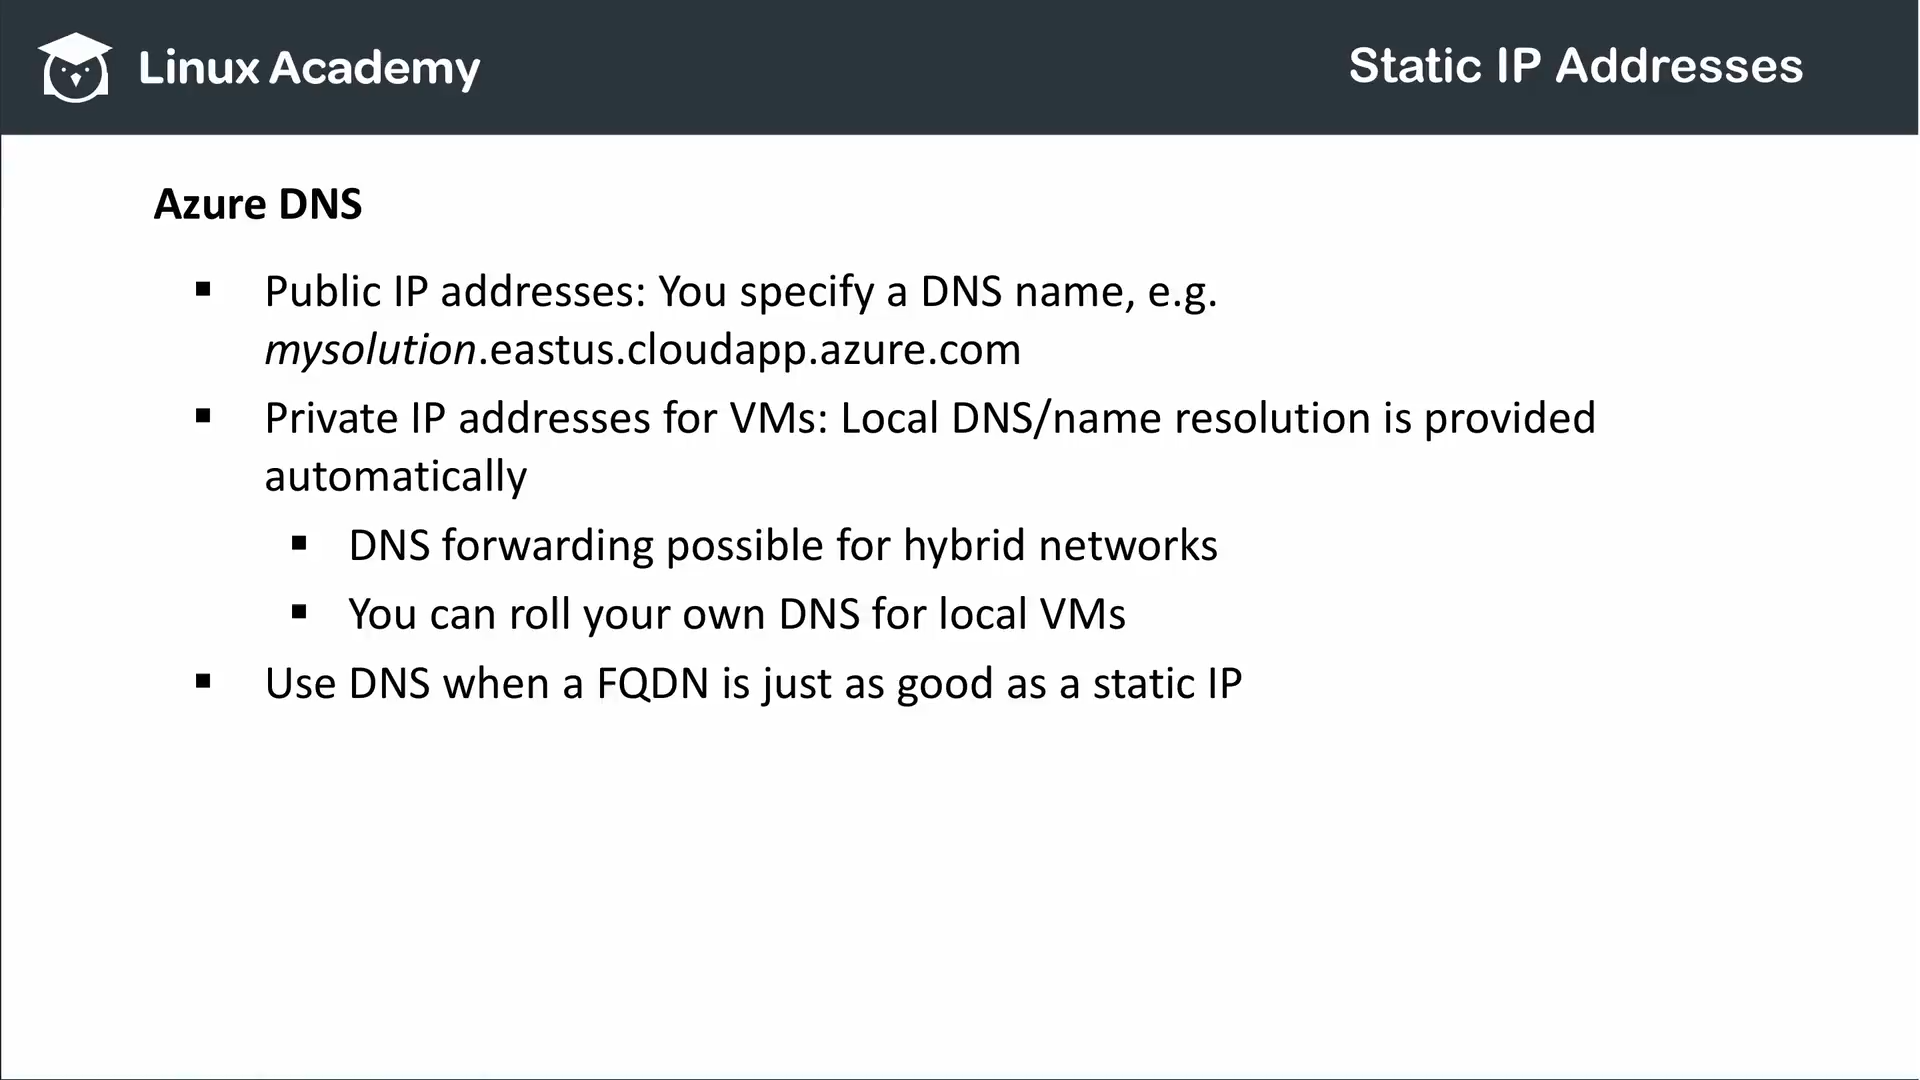 Linux Academy
Static IP Addresses
Azure DNS
▪ Public IP addresses: You specify a DNS name, e.g.
mysolution.eastus.cloudapp.azure.com
▪ Private IP addresses for VMs: Local DNS/name resolution is provided
automatically
▪ DNS forwarding possible for hybrid networks
▪ You can roll your own DNS for local VMs
▪ Use DNS when a FQDN is just as good as a static IP